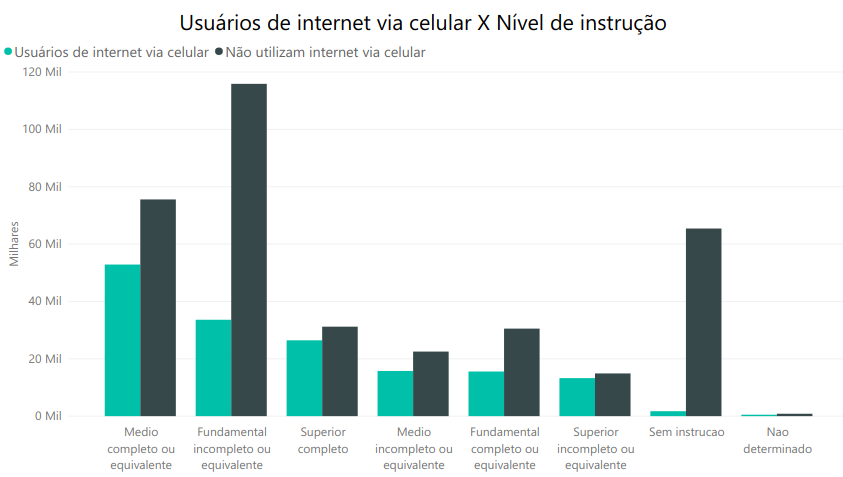 Usuários de internet via celular X Nível de instrução
Usuários de internet via celular Não utilizam internet via celular
120 Mil
100 Mil
80 Mil
60 Mil
40 Mil
20 Mil
0 Mil
Milhares
Medio
completo ou
equivalente
Fundamental
incompleto ou
equivalente
Superior
completo
Medio
incompleto ou
equivalente
Fundamental
completo ou
equivalente
Superior
incompleto ou
equivalente
Sem instrucao
Nao
determinado